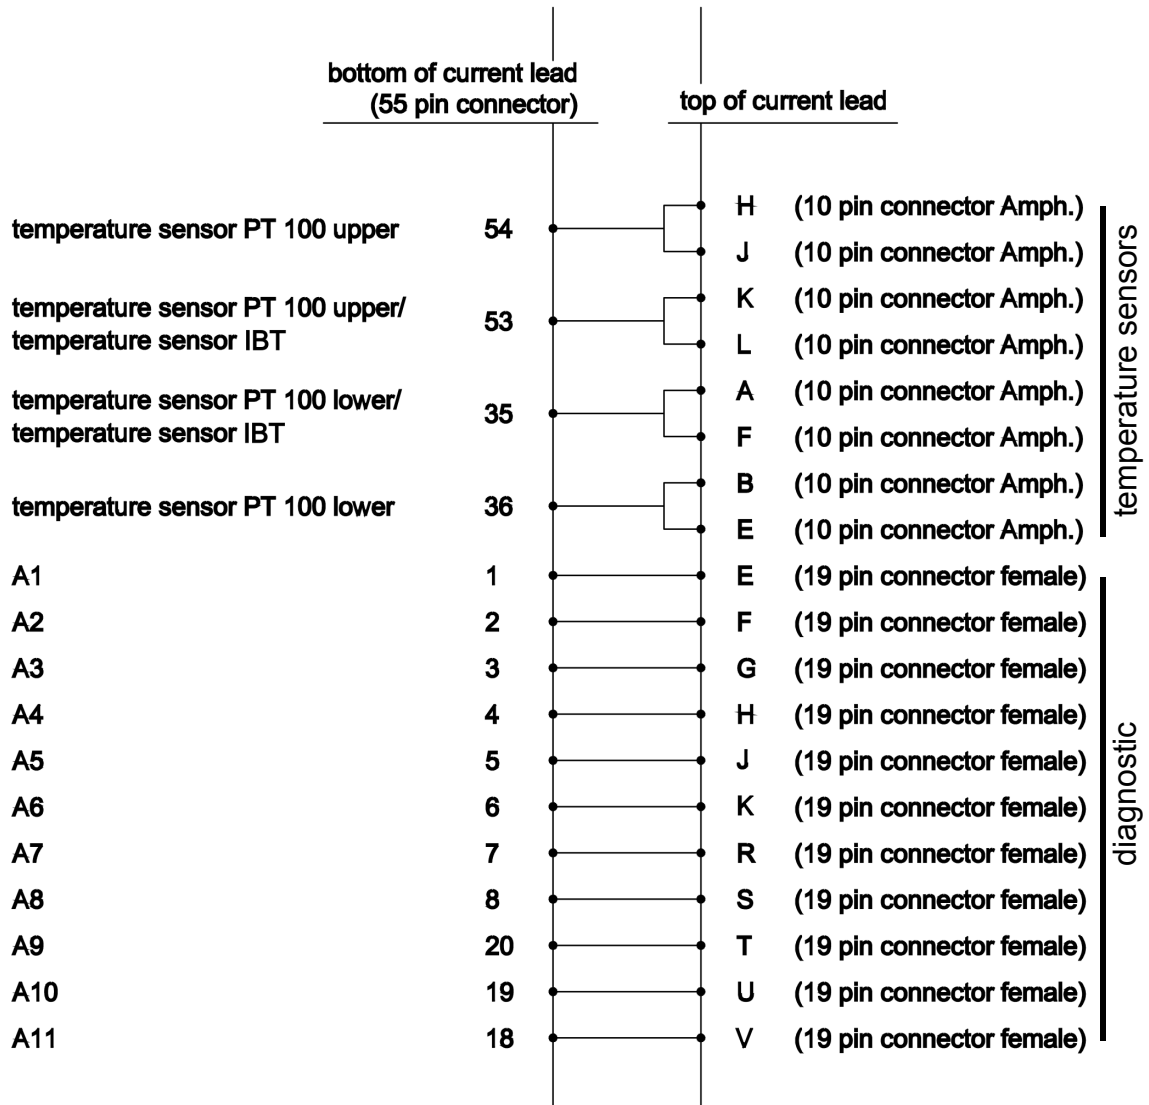 bottom of current lead
(55 pin connector)
top of current lead
H (10 pin connector Amph.)
temperature sensor PT 100 upper 54
J (10 pin connector Amph.)
K (10 pin connector Amph.)
temperature sensor PT 100 upper/
temperature sensor IBT
53
L (10 pin connector Amph.)
A (10 pin connector Amph.)
temperature sensor PT 100 lower/
temperature sensor IBT
35
F (10 pin connector Amph.)
B (10 pin connector Amph.)
temperature sensor PT 100 lower 36
E (10 pin connector Amph.)
temperature sensors
A1 1 E (19 pin connector female)
A2 2 F (19 pin connector female)
A3 3 G (19 pin connector female)
A4 4 H (19 pin connector female)
A5 5 J (19 pin connector female)
A6 6 K (19 pin connector female)
A7 7 R (19 pin connector female)
A8 8 S (19 pin connector female)
A9 20 T (19 pin connector female)
A10 19 U (19 pin connector female)
A11 18 V (19 pin connector female)
diagnostic